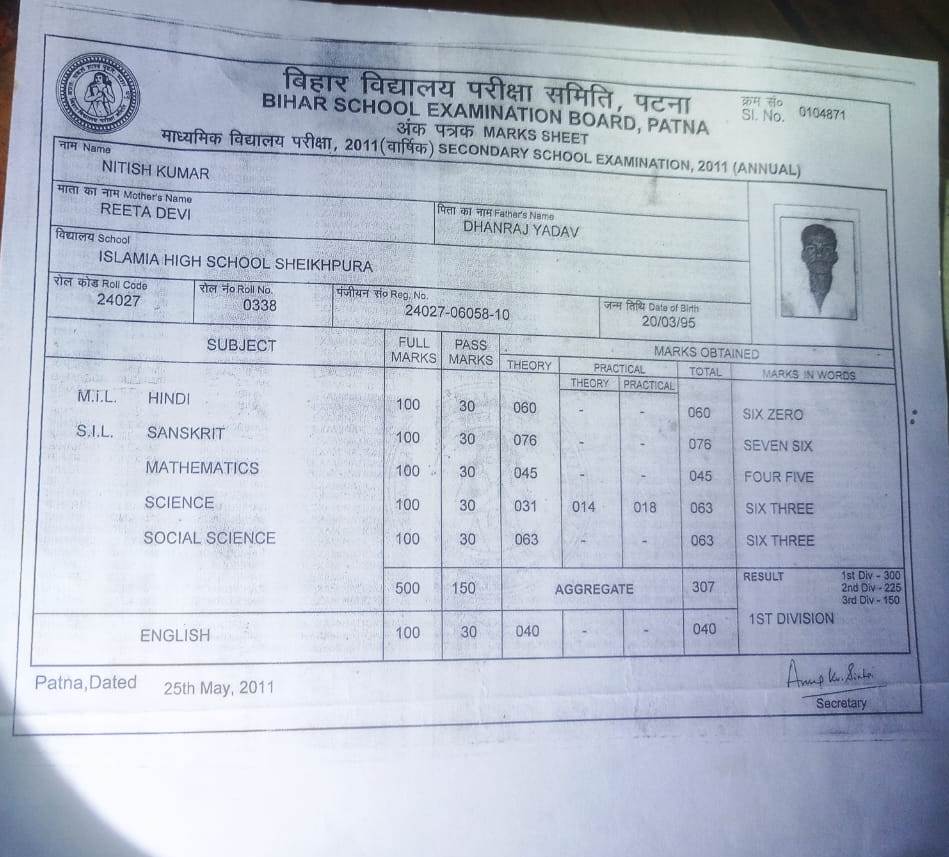 बिहार विद्यालय परीक्षा समिति, पटना
BIHAR SCHOOL EXAMINATION BOARD, PATNA
क्रम सं०
Sl. No. 0104871
अंक पत्रक MARKS SHEET
माध्यमिक विद्यालय परीक्षा, 2011(वार्षिक) SECONDARY SCHOOL EXAMINATION, 2011 (ANNUAL)
नाम Name
NITISH KUMAR
माता का नाम Mother's Name
REETA DEVI
पिता का नाम Father's Name
DHANRAJ YADAV
विद्यालय School
ISLAMIA HIGH SCHOOL SHEIKHPURA
रोल कोड Roll Code
24027
रोल नं० Roll No.
0338
पंजीयन सं० Reg. No.
24027-06058-10
जन्म तिथि Date of Birth
20/03/95
SUBJECT FULL MARKS PASS MARKS MARKS OBTAINED
THEORY PRACTICAL TOTAL MARKS IN WORDS
THEORY PRACTICAL
M.I.L. HINDI 100 30 060 - - 060 SIX ZERO
S.I.L. SANSKRIT 100 30 076 - - 076 SEVEN SIX
MATHEMATICS 100 30 045 - - 045 FOUR FIVE
SCIENCE 100 30 031 014 018 063 SIX THREE
SOCIAL SCIENCE 100 30 063 - - 063 SIX THREE
500 150 AGGREGATE 307
RESULT 1st Div - 300
2nd Div - 225
3rd Div - 150
1ST DIVISION
ENGLISH 100 30 040 - - 040
Patna,Dated 25th May, 2011
Secretary